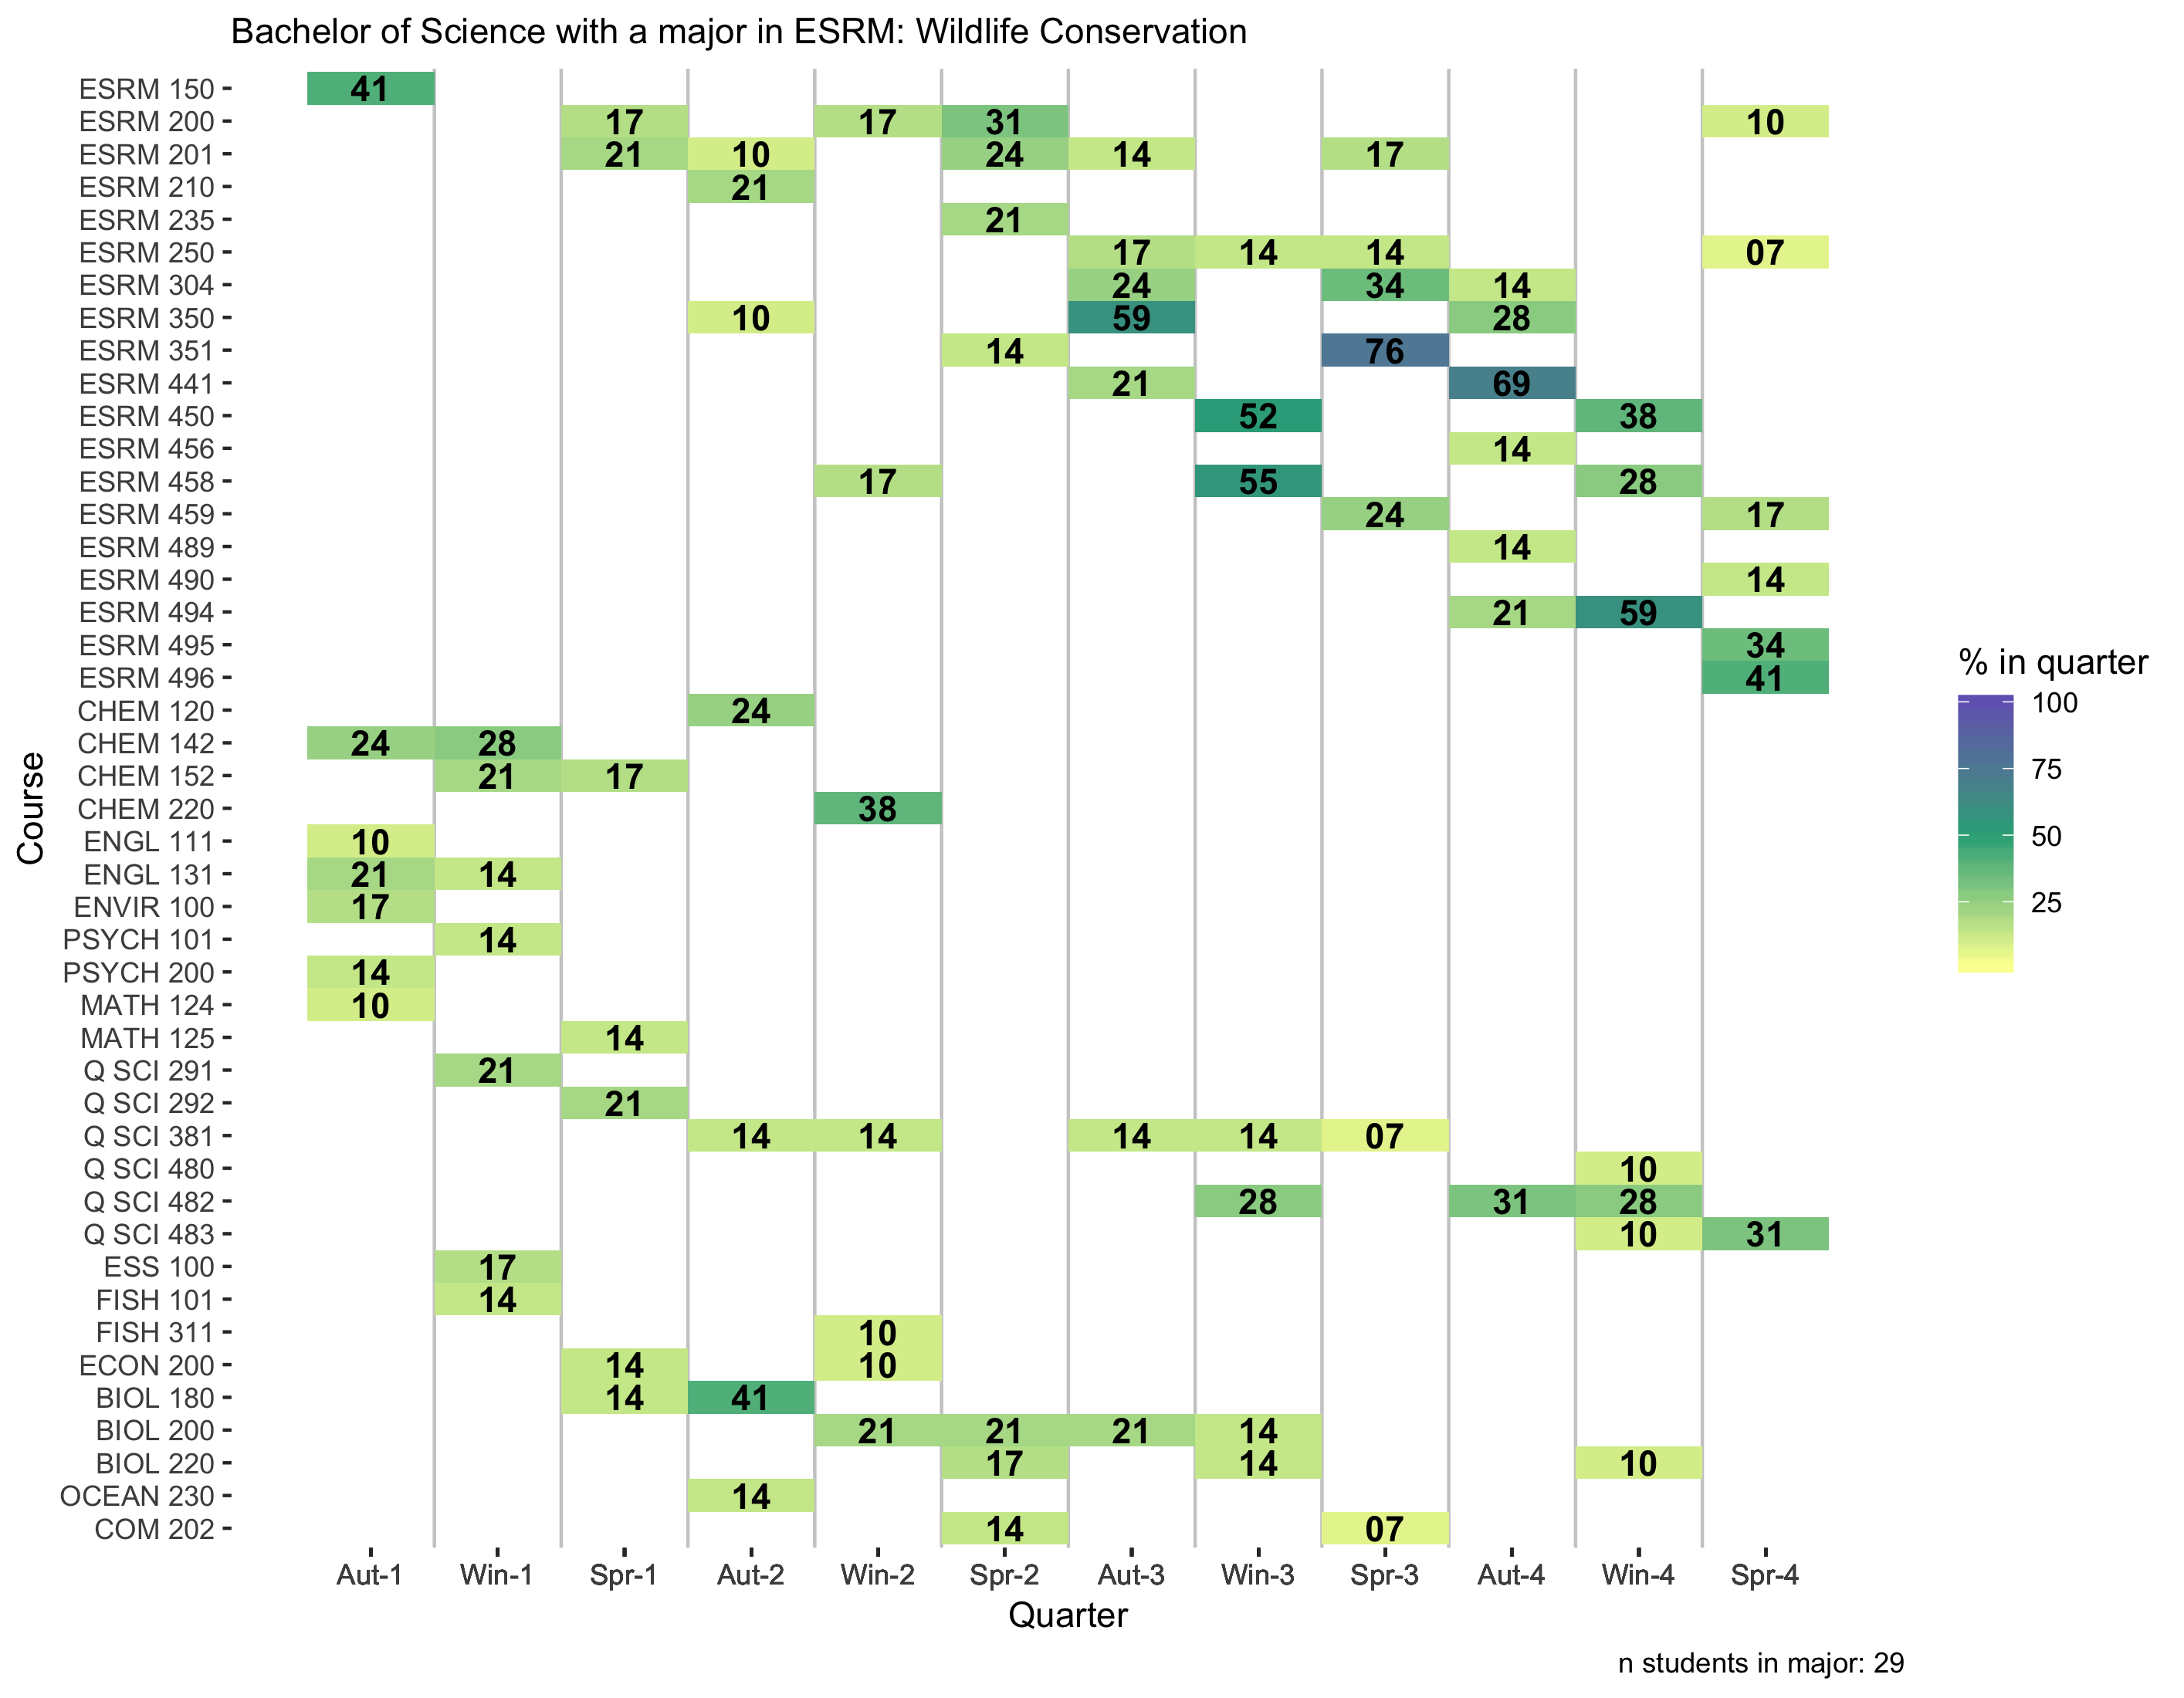 Bachelor of Science with a major in ESRM: Wildlife Conservation
ESRM 150 41
ESRM 200 17 17 31 10
ESRM 201 21 10 24 14 17
ESRM 210 21
ESRM 235 21
ESRM 250 17 14 14 07
ESRM 304 24 34 14
ESRM 350 10 59 28
ESRM 351 14 76
ESRM 441 21 69
ESRM 450 52 38
ESRM 456 14
ESRM 458 17 55 28
ESRM 459 24 17
ESRM 489 14
ESRM 490 14
ESRM 494 21 59
ESRM 495 34
ESRM 496 41
CHEM 120 24
CHEM 142 24 28
CHEM 152 21 17
CHEM 220 38
ENGL 111 10
ENGL 131 21 14
ENVIR 100 17
PSYCH 101 14
PSYCH 200 14
MATH 124 10
MATH 125 14
Q SCI 291 21
Q SCI 292 21
Q SCI 381 14 14 14 14 07
Q SCI 480 10
Q SCI 482 28 31 28
Q SCI 483 10 31
ESS 100 17
FISH 101 14
FISH 311 10
ECON 200 14 10
BIOL 180 14 41
BIOL 200 21 21 21 14
BIOL 220 17 14 10
OCEAN 230 14
COM 202 14 07
Aut-1 Win-1 Spr-1 Aut-2 Win-2 Spr-2 Aut-3 Win-3 Spr-3 Aut-4 Win-4 Spr-4
Quarter
Course
% in quarter
100
75
50
25
n students in major: 29